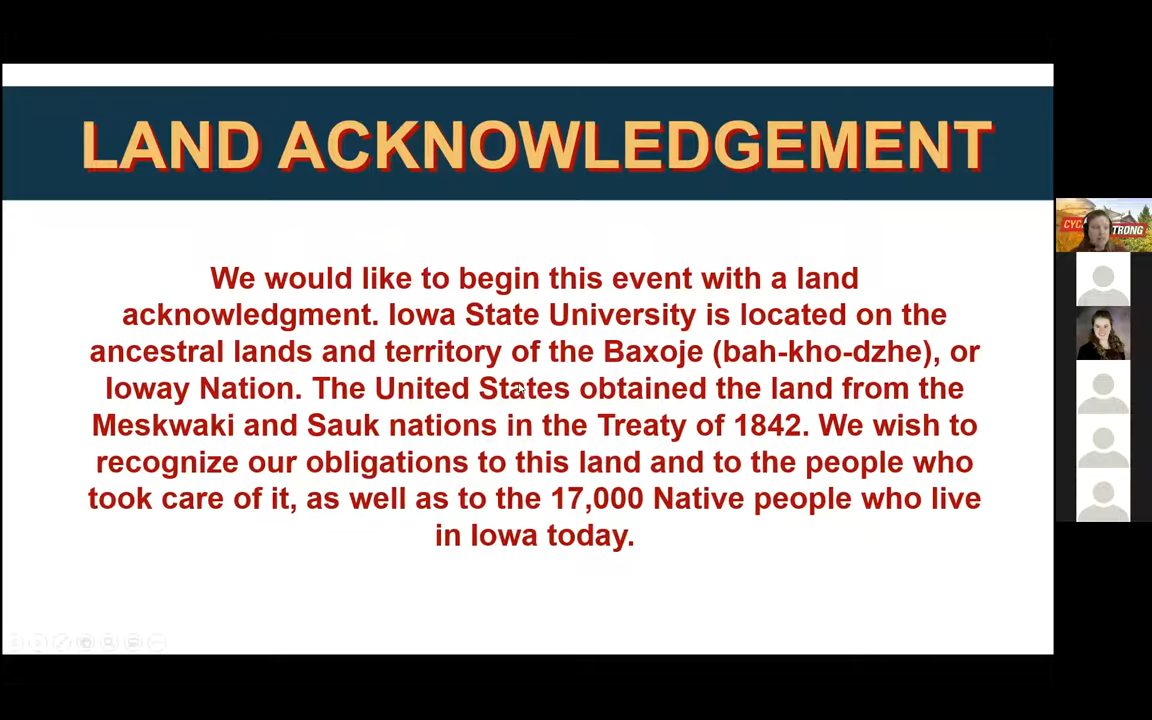 LAND ACKNOWLEDGEMENT
We would like to begin this event with a land
acknowledgment. Iowa State University is located on the
ancestral lands and territory of the Baxoje (bah-kho-dzhe), or
Ioway Nation. The United States obtained the land from the
Meskwaki and Sauk nations in the Treaty of 1842. We wish to
recognize our obligations to this land and to the people who
took care of it, as well as to the 17,000 Native people who live
in Iowa today.